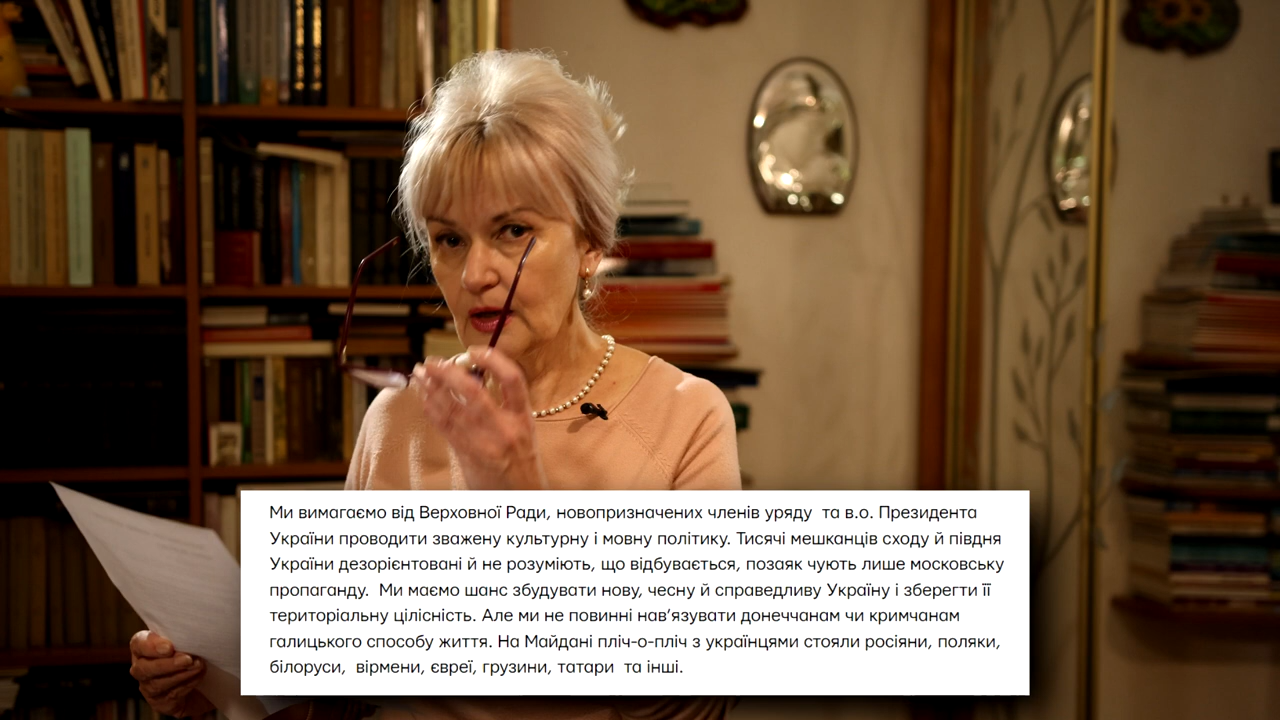 Ми вимагаємо від Верховної Ради, новопризначених членів уряду  та в.о. Президента
України проводити зважену культурну і мовну політику. Тисячі мешканців сходу й півдня
України дезорієнтовані й не розуміють, що відбувається, позаяк чують лише московську
пропаганду.  Ми маємо шанс збудувати нову, чесну й справедливу Україну і зберегти її
територіальну цілісність. Але ми не повинні нав’язувати донеччанам чи кримчанам
галицького способу життя. На Майдані пліч-о-пліч з українцями стояли росіяни, поляки,
білоруси,  вірмени, євреї, грузини, татари  та інші.